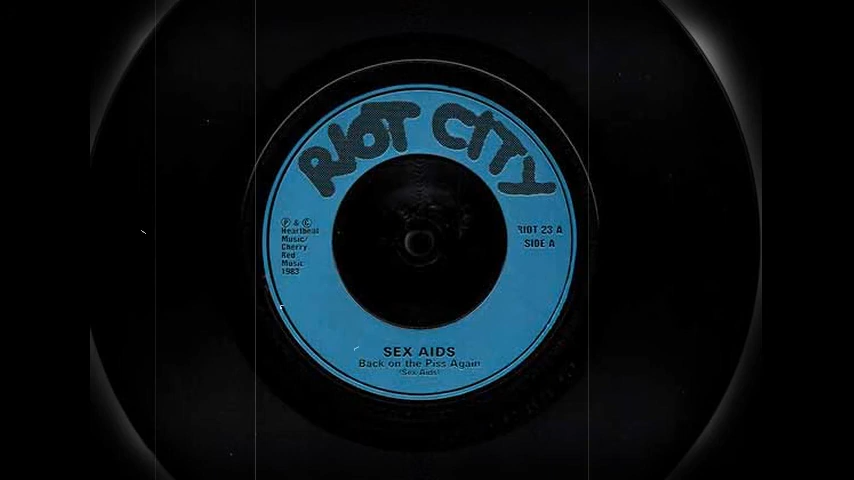 RIOT CITY
Ⓟ & Ⓒ
Heartbeat
Music/
Cherry
Red
Music
1983
RIOT 23 A
SIDE A
SEX AIDS
Back on the Piss Again
(Sex Aids)